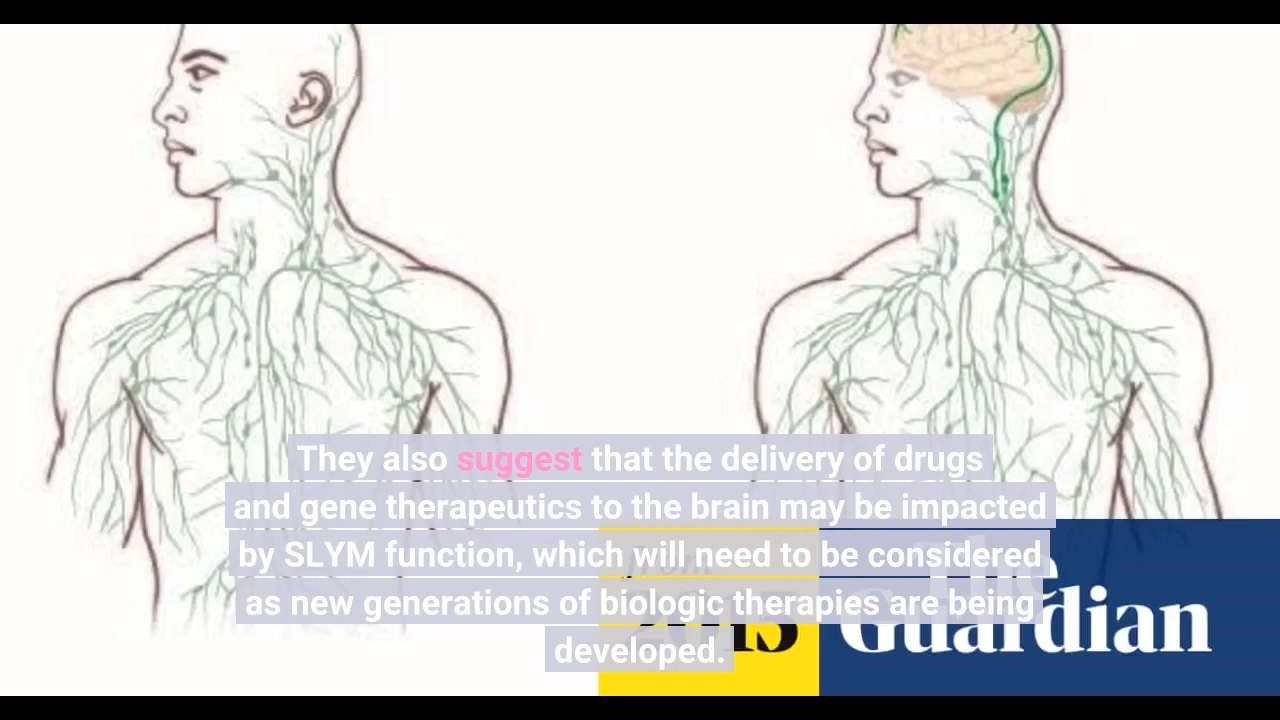 They also suggest that the delivery of drugs
and gene therapeutics to the brain may be impacted
by SLYM function, which will need to be considered
as new generations of biologic therapies are being
developed.
The
Guardian